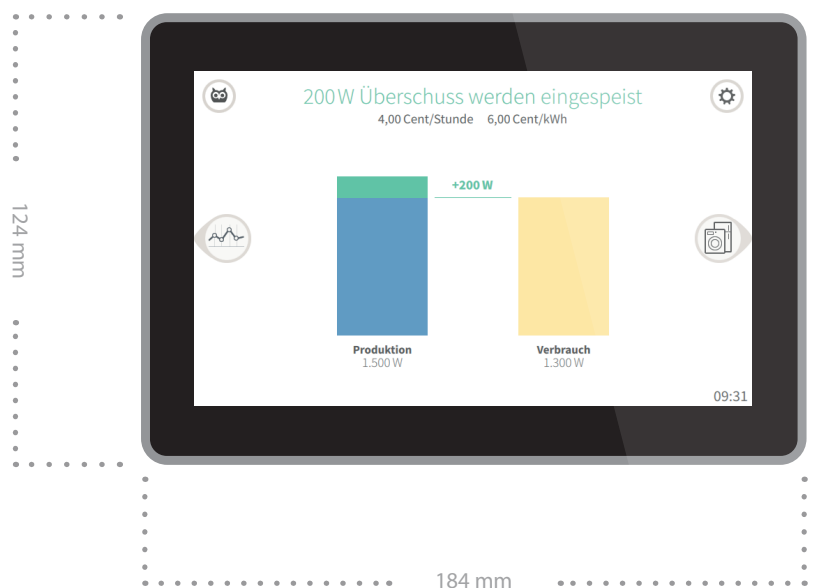 200 W Überschuss werden eingespeist
4,00 Cent/Stunde 6,00 Cent/kWh
+200 W
124 mm
Produktion
1.500 W
Verbrauch
1.300 W
09:31
184 mm